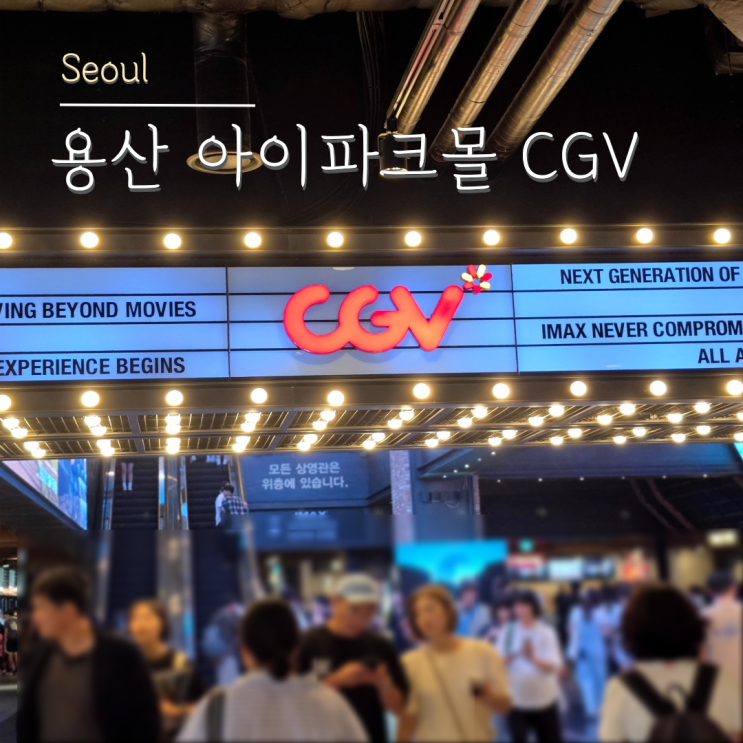 Seoul
용산 아이파크몰 CGV
VING BEYOND MOVIES
EXPERIENCE BEGINS
CGV
NEXT GENERATION OF
IMAX NEVER COMPROM
ALL A
모든 상영관은
위층에 있습니다.
IMAX